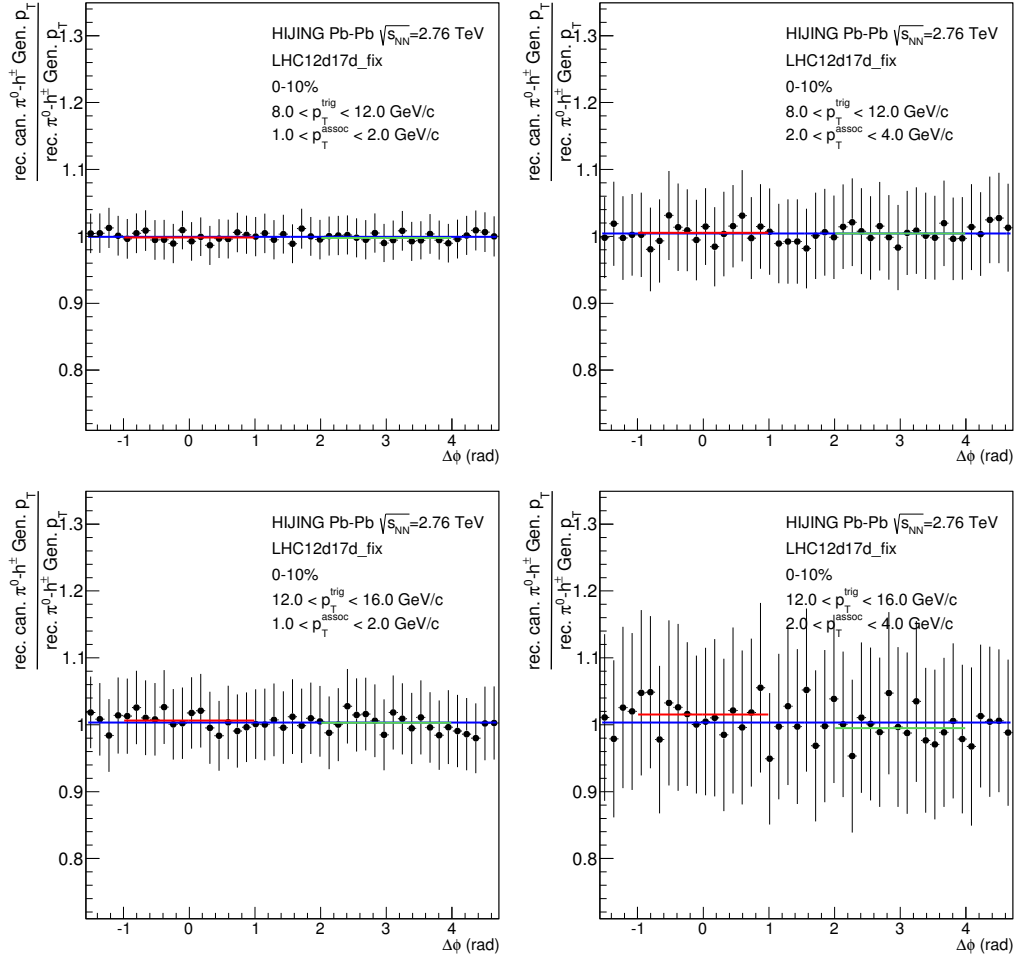 rec. can. π⁰-h± Gen. p_T
rec. π⁰-h± Gen. p_T
HIJING Pb-Pb √s_NN=2.76 TeV
LHC12d17d_fix
0-10%
8.0 < p_T^trig < 12.0 GeV/c
1.0 < p_T^assoc < 2.0 GeV/c
1.3
1.2
1.1
1
0.9
0.8
-1 0 1 2 3 4
Δϕ (rad)
rec. can. π⁰-h± Gen. p_T
rec. π⁰-h± Gen. p_T
HIJING Pb-Pb √s_NN=2.76 TeV
LHC12d17d_fix
0-10%
8.0 < p_T^trig < 12.0 GeV/c
2.0 < p_T^assoc < 4.0 GeV/c
1.3
1.2
1.1
1
0.9
0.8
-1 0 1 2 3 4
Δϕ (rad)
rec. can. π⁰-h± Gen. p_T
rec. π⁰-h± Gen. p_T
HIJING Pb-Pb √s_NN=2.76 TeV
LHC12d17d_fix
0-10%
12.0 < p_T^trig < 16.0 GeV/c
1.0 < p_T^assoc < 2.0 GeV/c
1.3
1.2
1.1
1
0.9
0.8
-1 0 1 2 3 4
Δϕ (rad)
rec. can. π⁰-h± Gen. p_T
rec. π⁰-h± Gen. p_T
HIJING Pb-Pb √s_NN=2.76 TeV
LHC12d17d_fix
0-10%
12.0 < p_T^trig < 16.0 GeV/c
2.0 < p_T^assoc < 4.0 GeV/c
1.3
1.2
1.1
1
0.9
0.8
-1 0 1 2 3 4
Δϕ (rad)